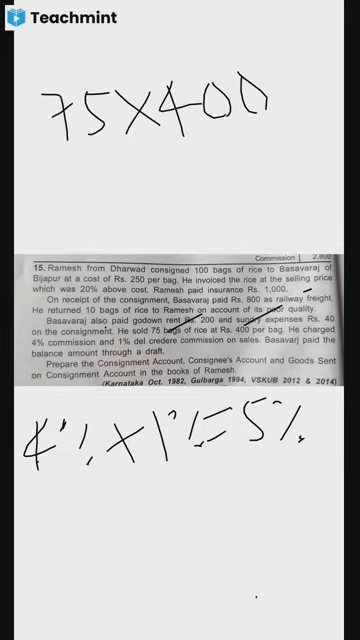 Teachmint
75X400
Commission | 2,800
15. Ramesh from Dharwad consigned 100 bags of rice to Basavaraj of
Bijapur at a cost of Rs. 250 per bag. He invoiced the rice at the selling price
which was 20% above cost. Ramesh paid insurance Rs. 1,000.
On receipt of the consignment, Basavaraj paid Rs. 800 as railway freight.
He returned 10 bags of rice to Ramesh on account of its poor quality.
Basavaraj also paid godown rent Rs. 200 and sundry expenses Rs. 40
on the consignment. He sold 75 bags of rice at Rs. 400 per bag. He charged
4% commission and 1% del credere commission on sales. Basavarj paid the
balance amount through a draft.
Prepare the Consignment Account, Consignee's Account and Goods Sent
on Consignment Account in the books of Ramesh.
(Karnataka Oct. 1982, Gulbarga 1994, VSKUB 2012 & 2014)
4% X 1% = 5%